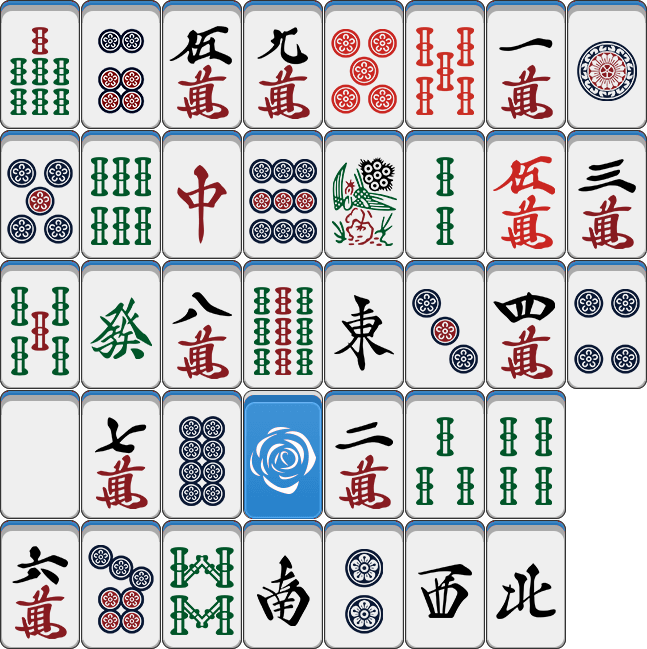 伍萬 九萬 一萬
中 伍萬 三萬
發 八萬 東 四萬
七萬 二萬
六萬 南 西 北